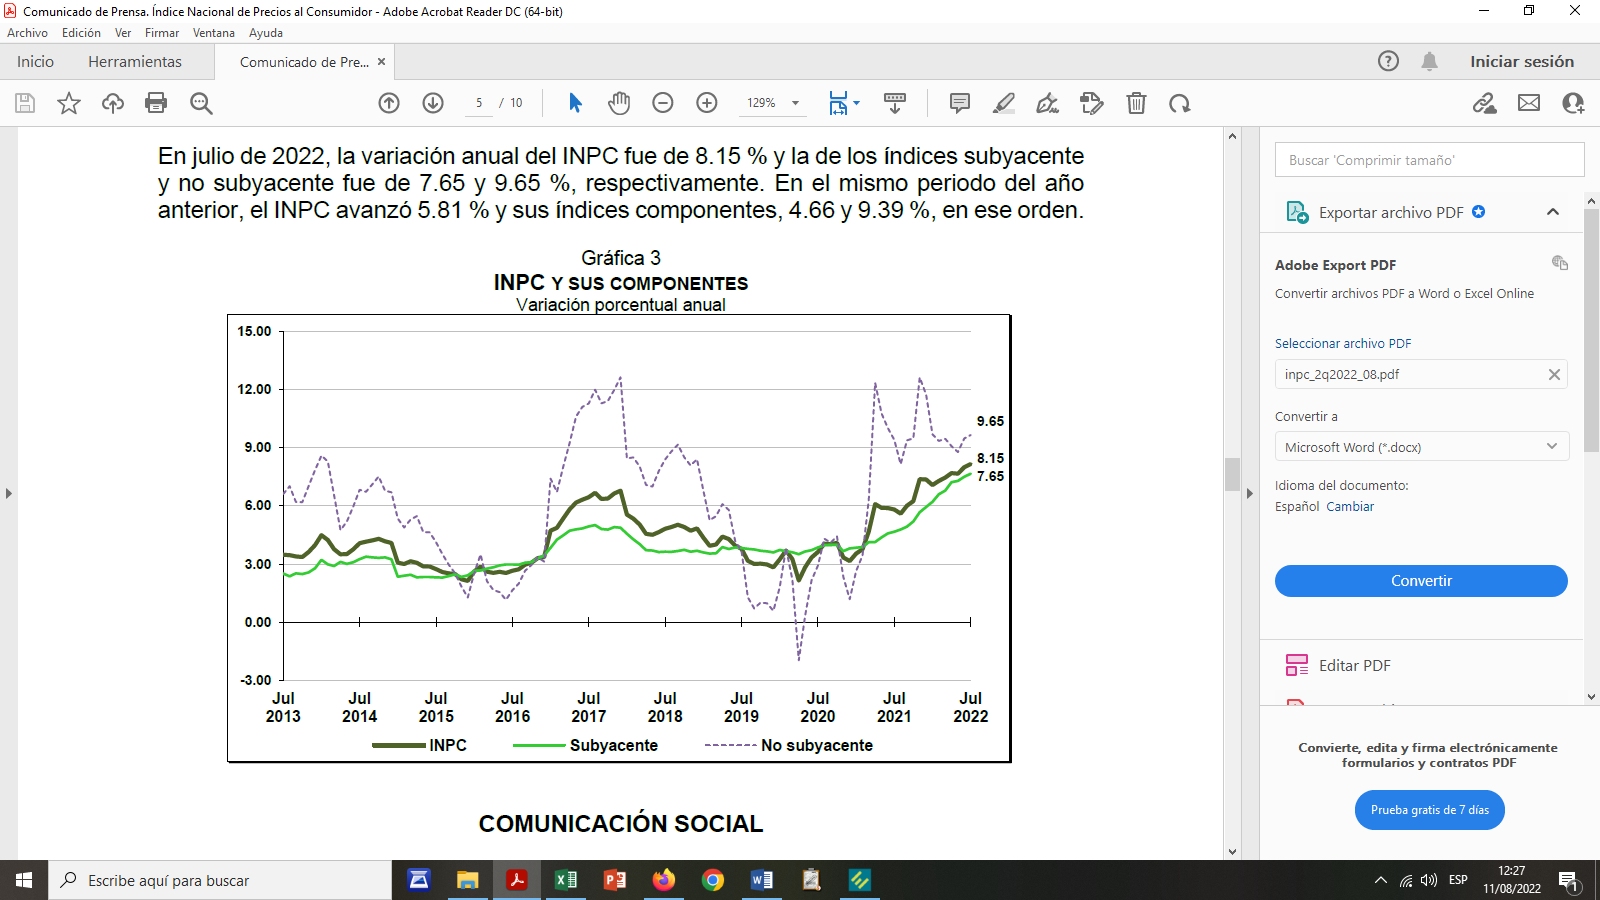 Comunicado de Prensa. Índice Nacional de Precios al Consumidor - Adobe Acrobat Reader DC (64-bit)
Archivo Edición Ver Firmar Ventana Ayuda
Inicio Herramientas Comunicado de Pre... Iniciar sesión
5 / 10 129%
En julio de 2022, la variación anual del INPC fue de 8.15 % y la de los índices subyacente
y no subyacente fue de 7.65 y 9.65 %, respectivamente. En el mismo periodo del año
anterior, el INPC avanzó 5.81 % y sus índices componentes, 4.66 y 9.39 %, en ese orden.
Gráfica 3
INPC Y SUS COMPONENTES
Variación porcentual anual
15.00
12.00
9.00
6.00
3.00
0.00
-3.00
9.65
8.15
7.65
Jul Jul Jul Jul Jul Jul Jul Jul Jul Jul
2013 2014 2015 2016 2017 2018 2019 2020 2021 2022
INPC Subyacente No subyacente
COMUNICACIÓN SOCIAL
Buscar 'Comprimir tamaño'
Exportar archivo PDF
Adobe Export PDF
Convertir archivos PDF a Word o Excel Online
Seleccionar archivo PDF
inpc_2q2022_08.pdf
Convertir a
Microsoft Word (*.docx)
Idioma del documento:
Español Cambiar
Convertir
Editar PDF
Convierte, edita y firma electrónicamente
formularios y contratos PDF
Prueba gratis de 7 días
Escribe aquí para buscar
ESP
12:27
11/08/2022
1